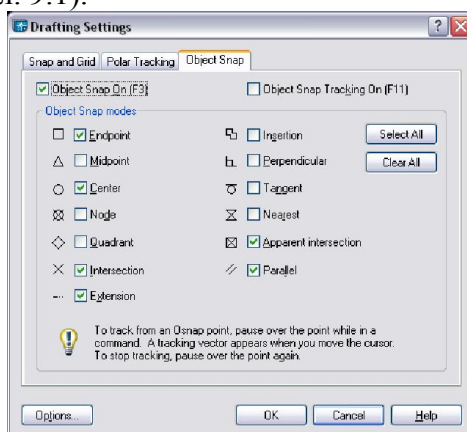 Drafting Settings
Snap and Grid Polar Tracking Object Snap
Object Snap On (F3) Object Snap Tracking On (F11)
Object Snap modes
Endpoint Insertion Select All
Midpoint Perpendicular Clear All
Center Tangent
Node Nearest
Quadrant Apparent intersection
Intersection Parallel
Extension
To track from an Osnap point, pause over the point while in a
command. A tracking vector appears when you move the cursor.
To stop tracking, pause over the point again.
Options... OK Cancel Help